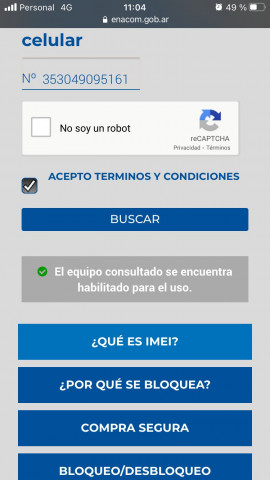 Personal 4G 11:04 49 %
enacom.gob.ar
celular
Nº 353049095161
No soy un robot
reCAPTCHA
Privacidad - Términos
ACEPTO TERMINOS Y CONDICIONES
BUSCAR
El equipo consultado se encuentra
habilitado para el uso.
¿QUÉ ES IMEI?
¿POR QUÉ SE BLOQUEA?
COMPRA SEGURA
BLOQUEO/DESBLOQUEO